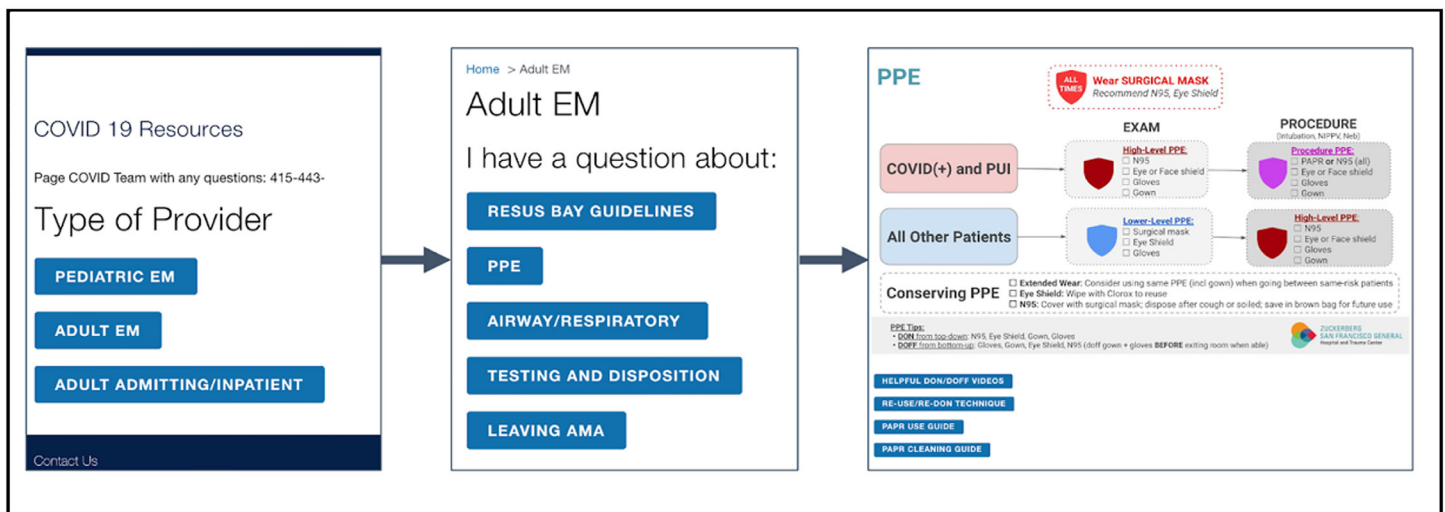 COVID 19 Resources
Page COVID Team with any questions: 415-443-
Type of Provider
PEDIATRIC EM
ADULT EM
ADULT ADMITTING/INPATIENT
Contact Us
Home > Adult EM
Adult EM
I have a question about:
RESUS BAY GUIDELINES
PPE
AIRWAY/RESPIRATORY
TESTING AND DISPOSITION
LEAVING AMA
PPE
ALL
TIMES
Wear SURGICAL MASK
Recommend N95, Eye Shield
EXAM
PROCEDURE
(Intubation, NIPPV, Neb)
COVID(+) and PUI
High-Level PPE:
☐ N95
☐ Eye or Face shield
☐ Gloves
☐ Gown
Procedure PPE:
☐ PAPR or N95 (all)
☐ Eye or Face shield
☐ Gloves
☐ Gown
All Other Patients
Lower-Level PPE:
☐ Surgical mask
☐ Eye Shield
☐ Gloves
High-Level PPE:
☐ N95
☐ Eye or Face shield
☐ Gloves
☐ Gown
Conserving PPE
☐ Extended Wear: Consider using same PPE (incl gown) when going between same-risk patients
☐ Eye Shield: Wipe with Clorox to reuse
☐ N95: Cover with surgical mask; dispose after cough or soiled; save in brown bag for future use
PPE Tips:
• DON from top-down: N95, Eye Shield, Gown, Gloves
• DOFF from bottom-up: Gloves, Gown, Eye Shield, N95 (doff gown + gloves BEFORE exiting room when able)
ZUCKERBERG
SAN FRANCISCO GENERAL
Hospital and Trauma Center
HELPFUL DON/DOFF VIDEOS
RE-USE/RE-DON TECHNIQUE
PAPR USE GUIDE
PAPR CLEANING GUIDE